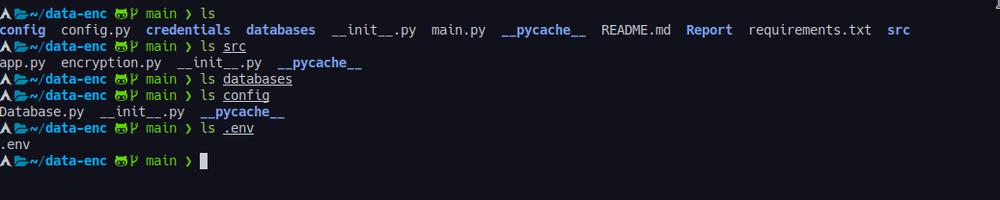 ~/data-enc main ❯ ls
config config.py credentials databases __init__.py main.py __pycache__ README.md Report requirements.txt src
~/data-enc main ❯ ls src
app.py encryption.py __init__.py __pycache__
~/data-enc main ❯ ls databases
~/data-enc main ❯ ls config
Database.py __init__.py __pycache__
~/data-enc main ❯ ls .env
.env
~/data-enc main ❯